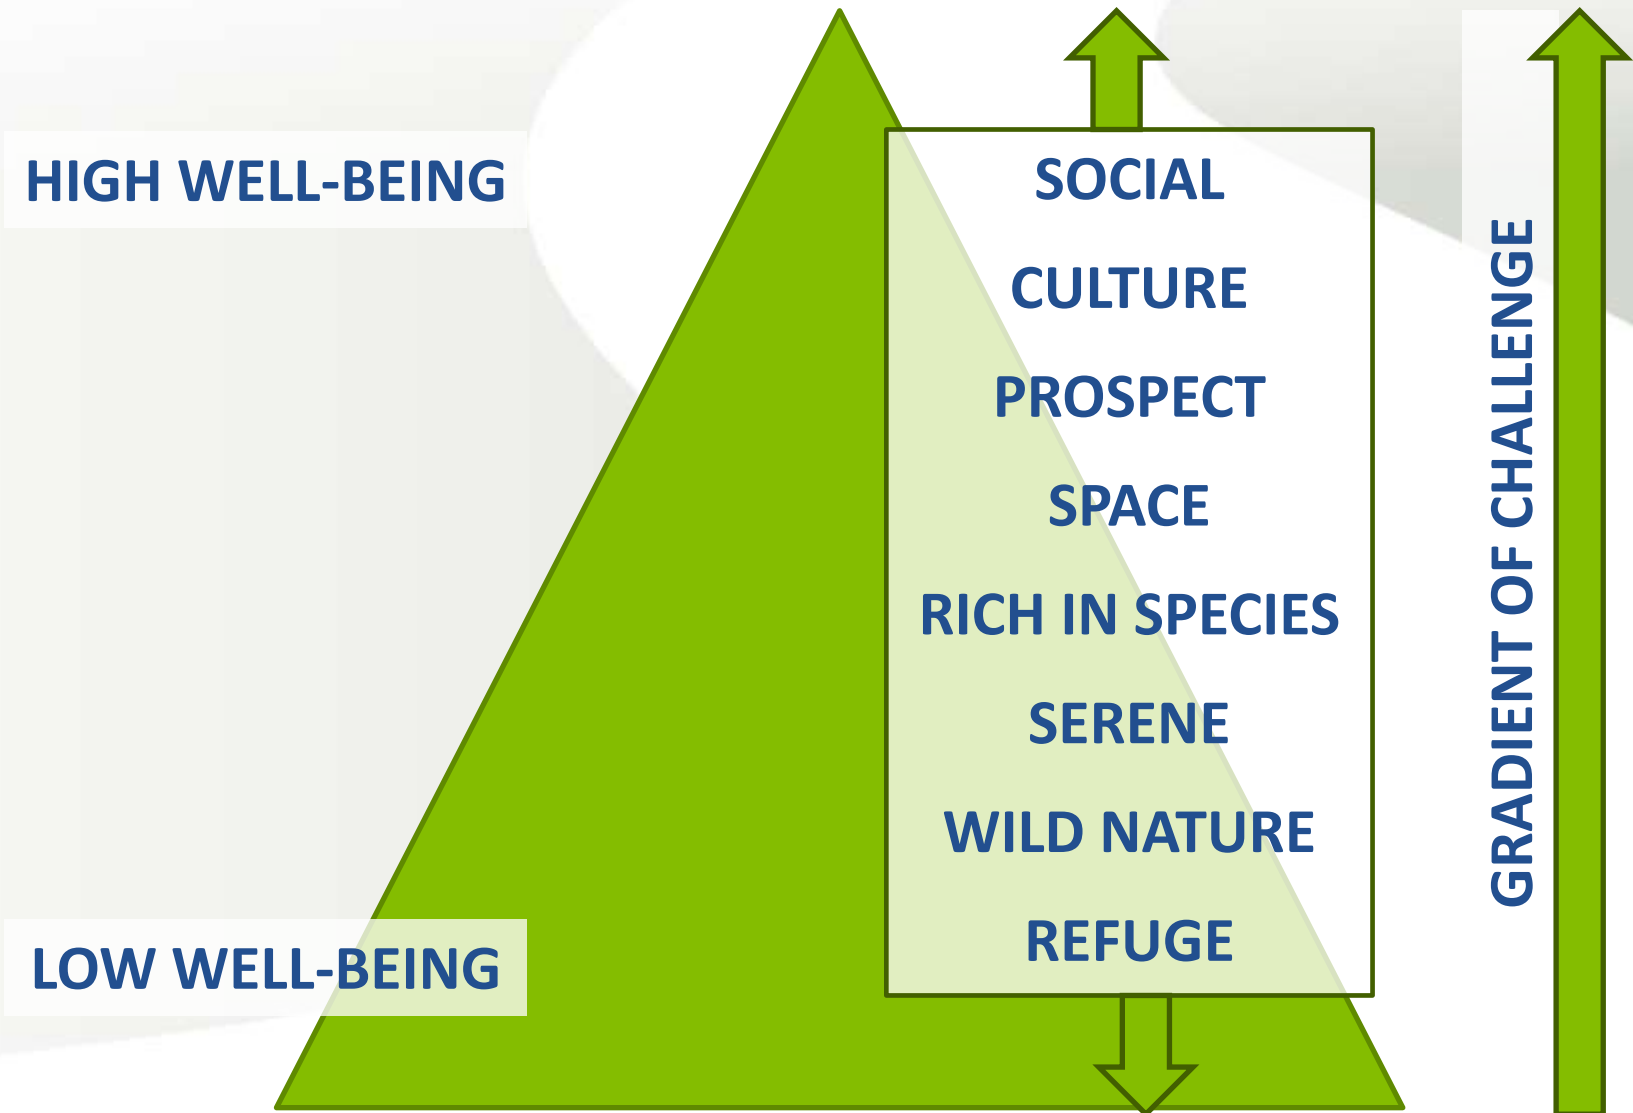 HIGH WELL-BEING
SOCIAL
CULTURE
PROSPECT
SPACE
RICH IN SPECIES
SERENE
WILD NATURE
REFUGE
LOW WELL-BEING
GRADIENT OF CHALLENGE